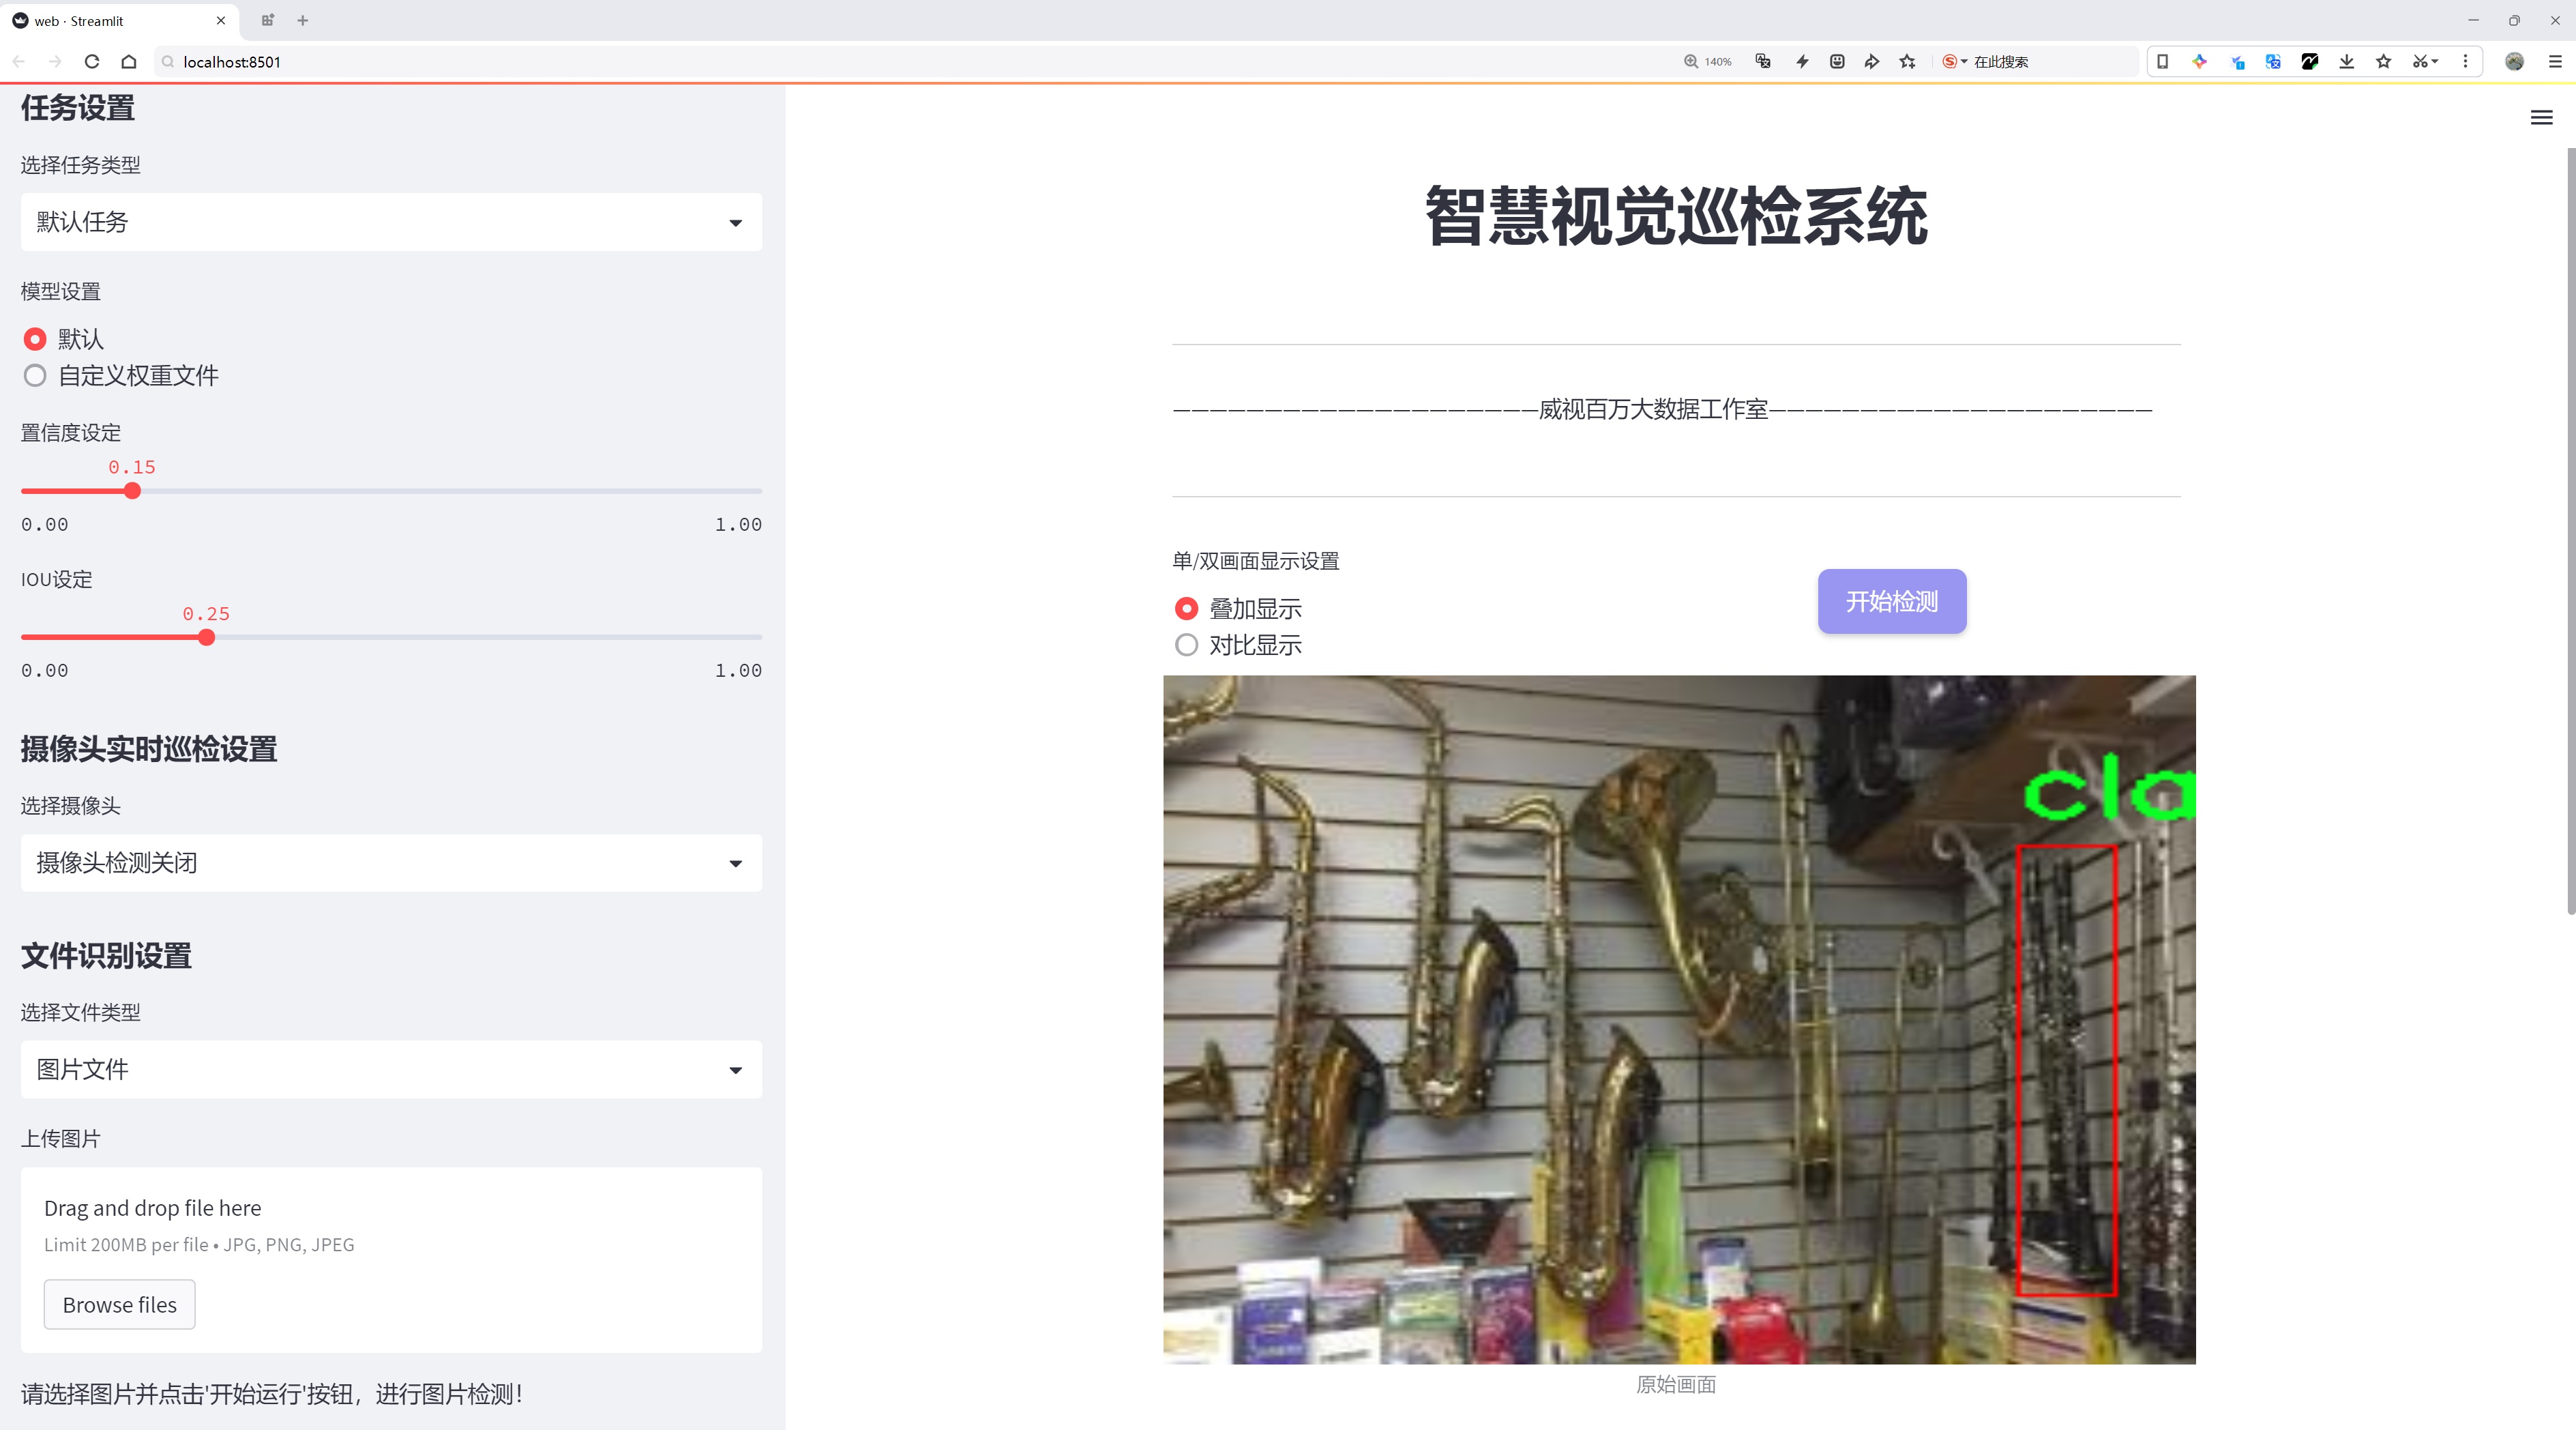 web · Streamlit
localhost:8501
140%
在此搜索
任务设置
选择任务类型
默认任务
模型设置
默认
自定义权重文件
置信度设定
0.15
0.00
1.00
IOU设定
0.25
0.00
1.00
摄像头实时巡检设置
选择摄像头
摄像头检测关闭
文件识别设置
选择文件类型
图片文件
上传图片
Drag and drop file here
Limit 200MB per file • JPG, PNG, JPEG
Browse files
请选择图片并点击'开始运行'按钮，进行图片检测！
智慧视觉巡检系统
—————————————————————威视百万大数据工作室—————————————————————
单/双画面显示设置
叠加显示
对比显示
开始检测
cla
原始画面